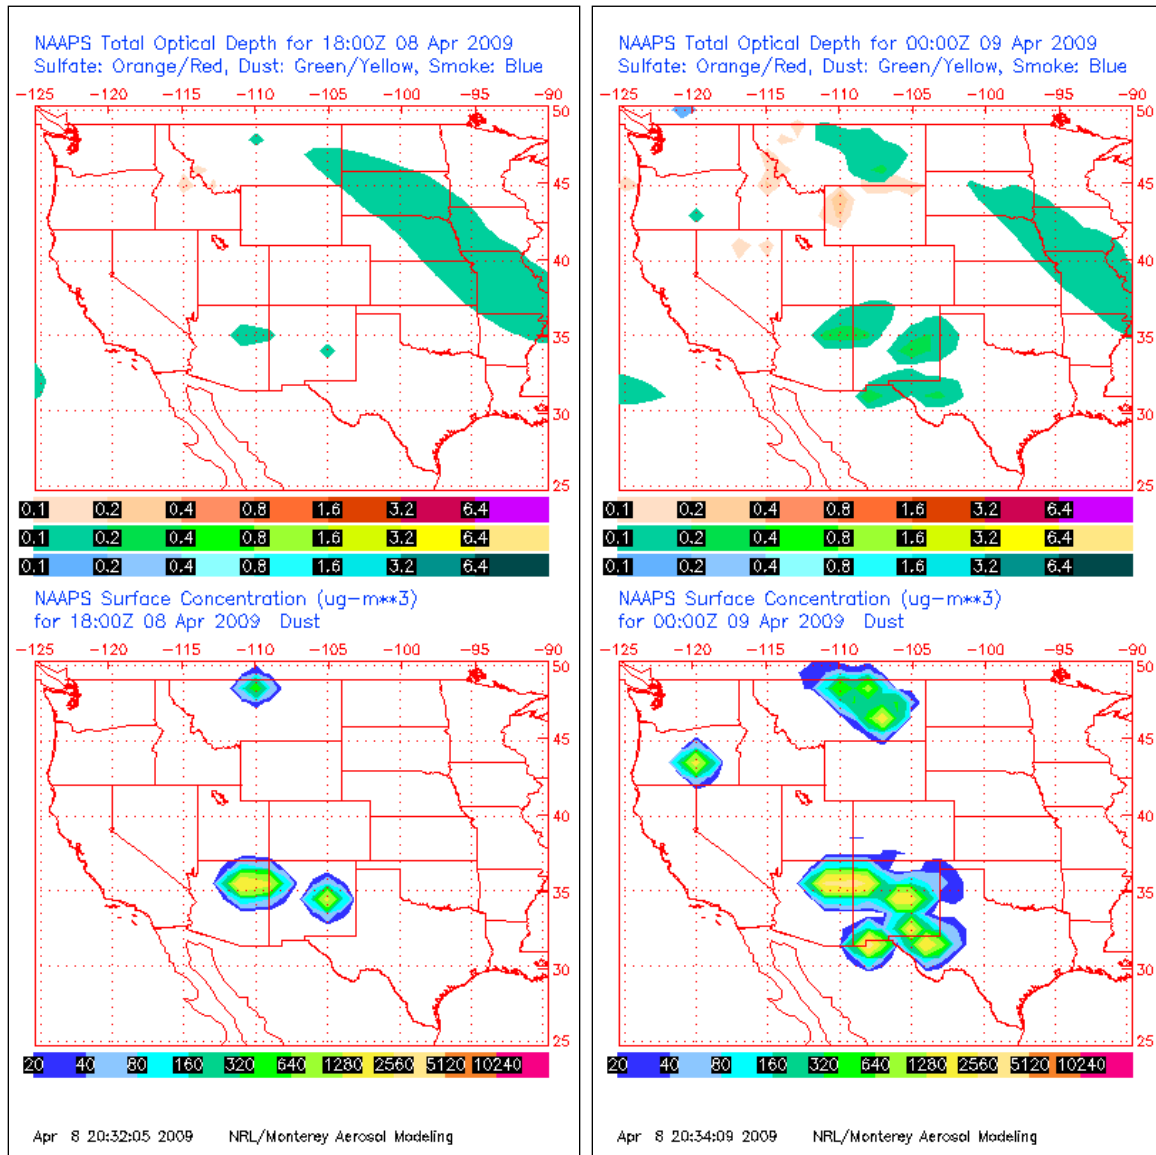 NAAPS Total Optical Depth for 18:00Z 08 Apr 2009
Sulfate: Orange/Red, Dust: Green/Yellow, Smoke: Blue
-125 -120 -115 -110 -105 -100 -95 -90
50
45
40
35
30
25
0.1 0.2 0.4 0.8 1.6 3.2 6.4
0.1 0.2 0.4 0.8 1.6 3.2 6.4
0.1 0.2 0.4 0.8 1.6 3.2 6.4
NAAPS Surface Concentration (ug-m**3)
for 18:00Z 08 Apr 2009 Dust
-125 -120 -115 -110 -105 -100 -95 -90
50
45
40
35
30
25
20 40 80 160 320 640 1280 2560 5120 10240
Apr 8 20:32:05 2009 NRL/Monterey Aerosol Modeling
NAAPS Total Optical Depth for 00:00Z 09 Apr 2009
Sulfate: Orange/Red, Dust: Green/Yellow, Smoke: Blue
-125 -120 -115 -110 -105 -100 -95 -90
50
45
40
35
30
25
0.1 0.2 0.4 0.8 1.6 3.2 6.4
0.1 0.2 0.4 0.8 1.6 3.2 6.4
0.1 0.2 0.4 0.8 1.6 3.2 6.4
NAAPS Surface Concentration (ug-m**3)
for 00:00Z 09 Apr 2009 Dust
-125 -120 -115 -110 -105 -100 -95 -90
50
45
40
35
30
25
20 40 80 160 320 640 1280 2560 5120 10240
Apr 8 20:34:09 2009 NRL/Monterey Aerosol Modeling